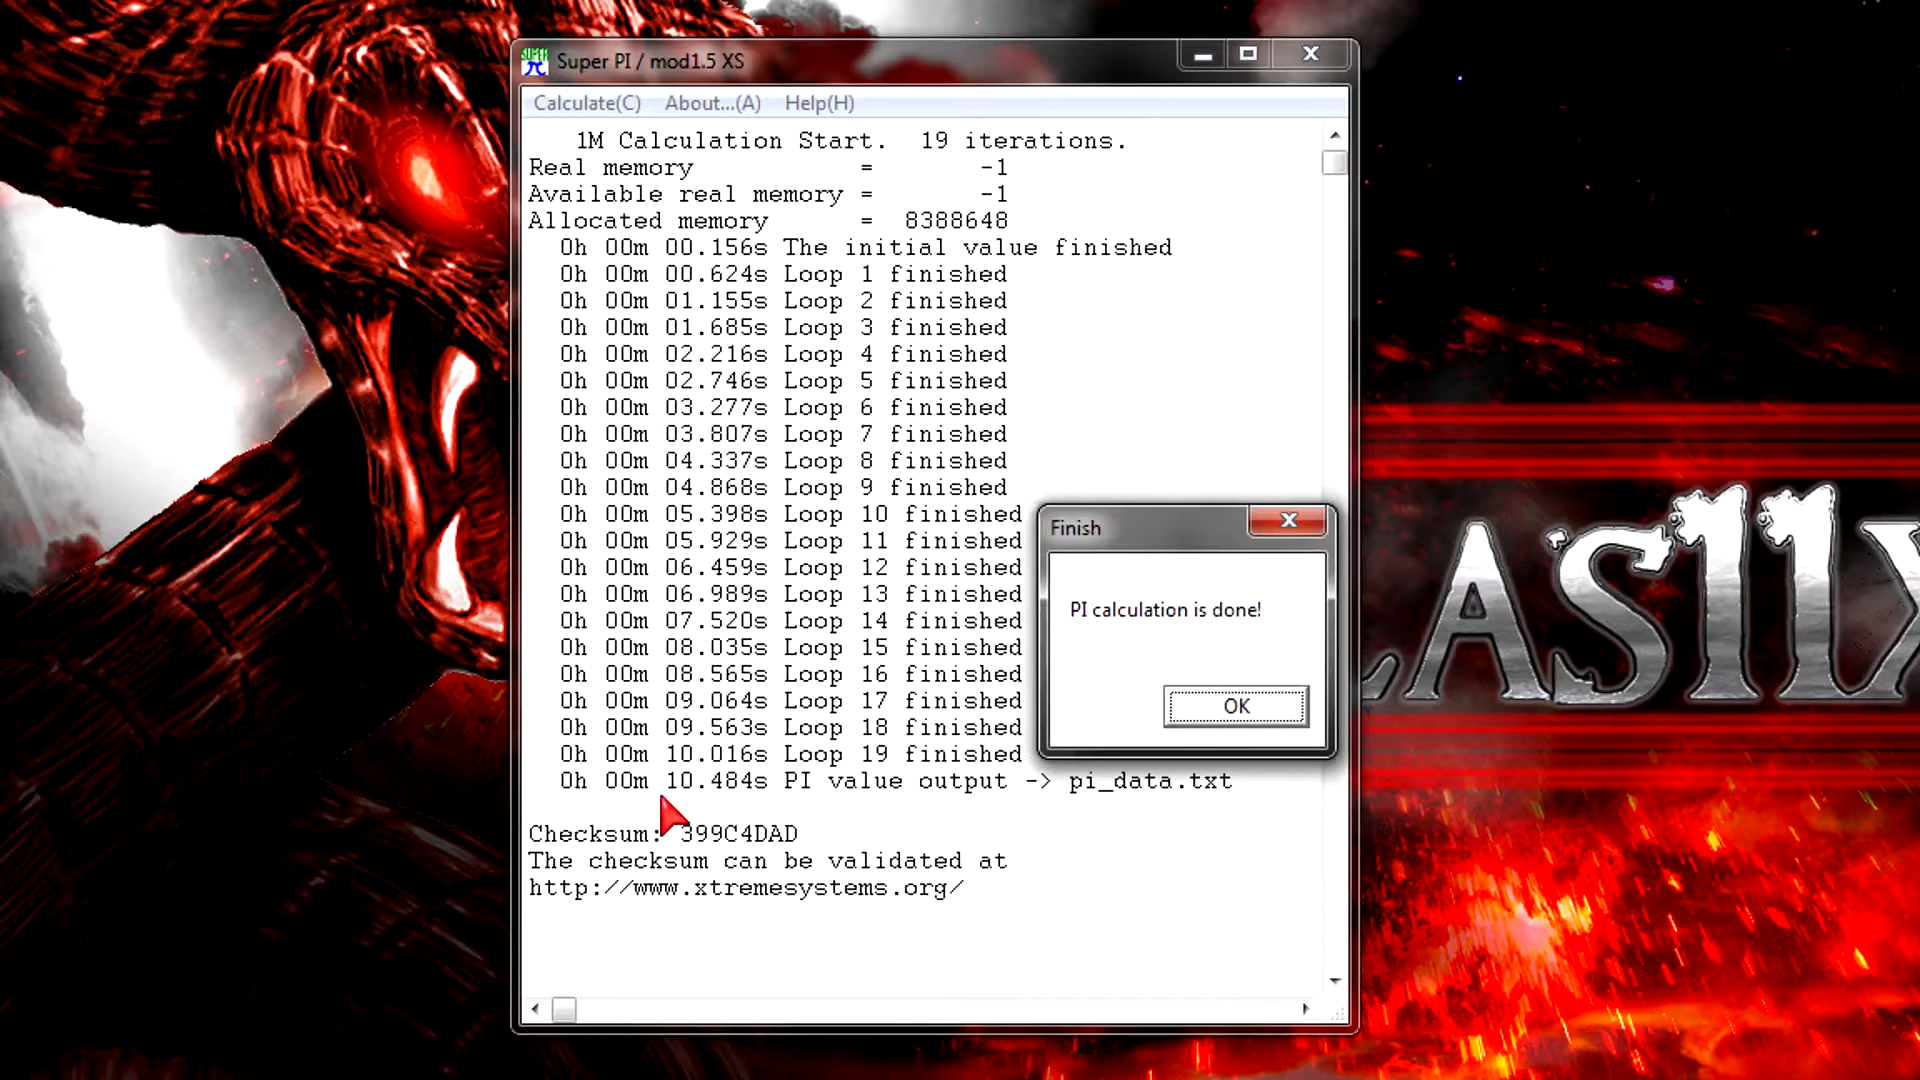 Super PI / mod1.5 XS
Calculate(C) About...(A) Help(H)
1M Calculation Start. 19 iterations.
Real memory = -1
Available real memory = -1
Allocated memory = 8388648
0h 00m 00.156s The initial value finished
0h 00m 00.624s Loop 1 finished
0h 00m 01.155s Loop 2 finished
0h 00m 01.685s Loop 3 finished
0h 00m 02.216s Loop 4 finished
0h 00m 02.746s Loop 5 finished
0h 00m 03.277s Loop 6 finished
0h 00m 03.807s Loop 7 finished
0h 00m 04.337s Loop 8 finished
0h 00m 04.868s Loop 9 finished
0h 00m 05.398s Loop 10 finished
0h 00m 05.929s Loop 11 finished
0h 00m 06.459s Loop 12 finished
0h 00m 06.989s Loop 13 finished
0h 00m 07.520s Loop 14 finished
0h 00m 08.035s Loop 15 finished
0h 00m 08.565s Loop 16 finished
0h 00m 09.064s Loop 17 finished
0h 00m 09.563s Loop 18 finished
0h 00m 10.016s Loop 19 finished
0h 00m 10.484s PI value output -> pi_data.txt
Checksum: 399C4DAD
The checksum can be validated at
http://www.xtremesystems.org/
Finish
PI calculation is done!
OK